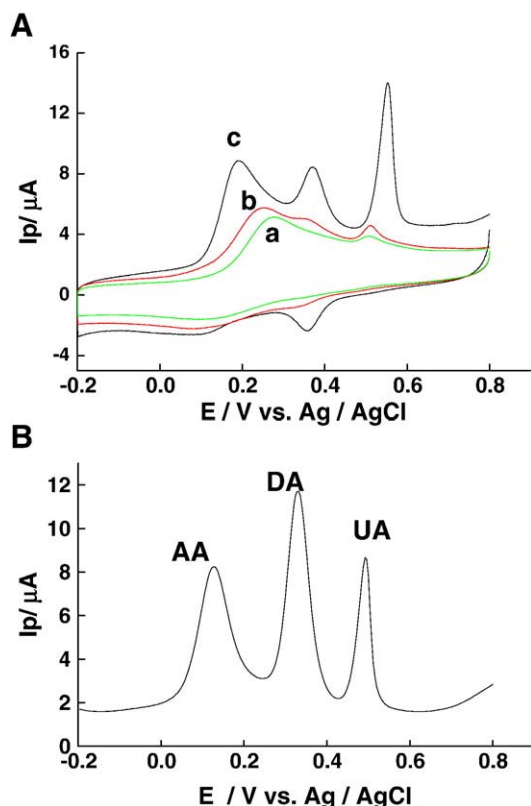 A
16
12
8
4
0
-4
Ip/ μA
c
b
a
-0.2 0.0 0.2 0.4 0.6 0.8
E / V vs. Ag / AgCl
B
12
10
8
6
4
2
0
Ip/ μA
AA
DA
UA
-0.2 0.0 0.2 0.4 0.6 0.8
E / V vs. Ag / AgCl